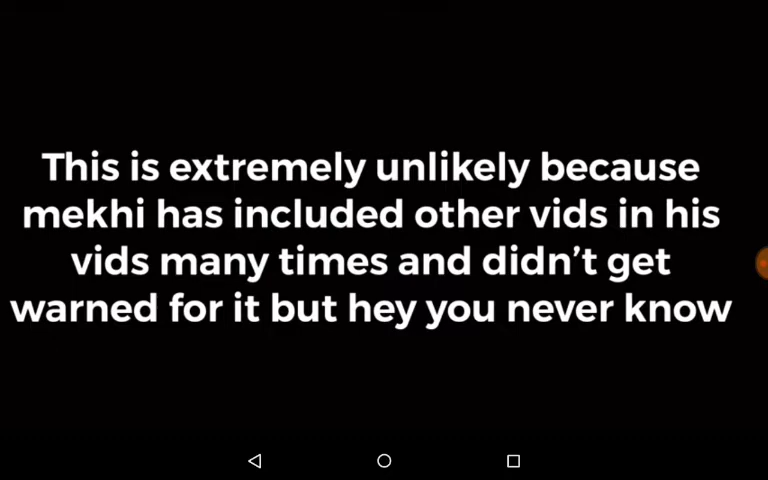 This is extremely unlikely because
mekhi has included other vids in his
vids many times and didn’t get
warned for it but hey you never know